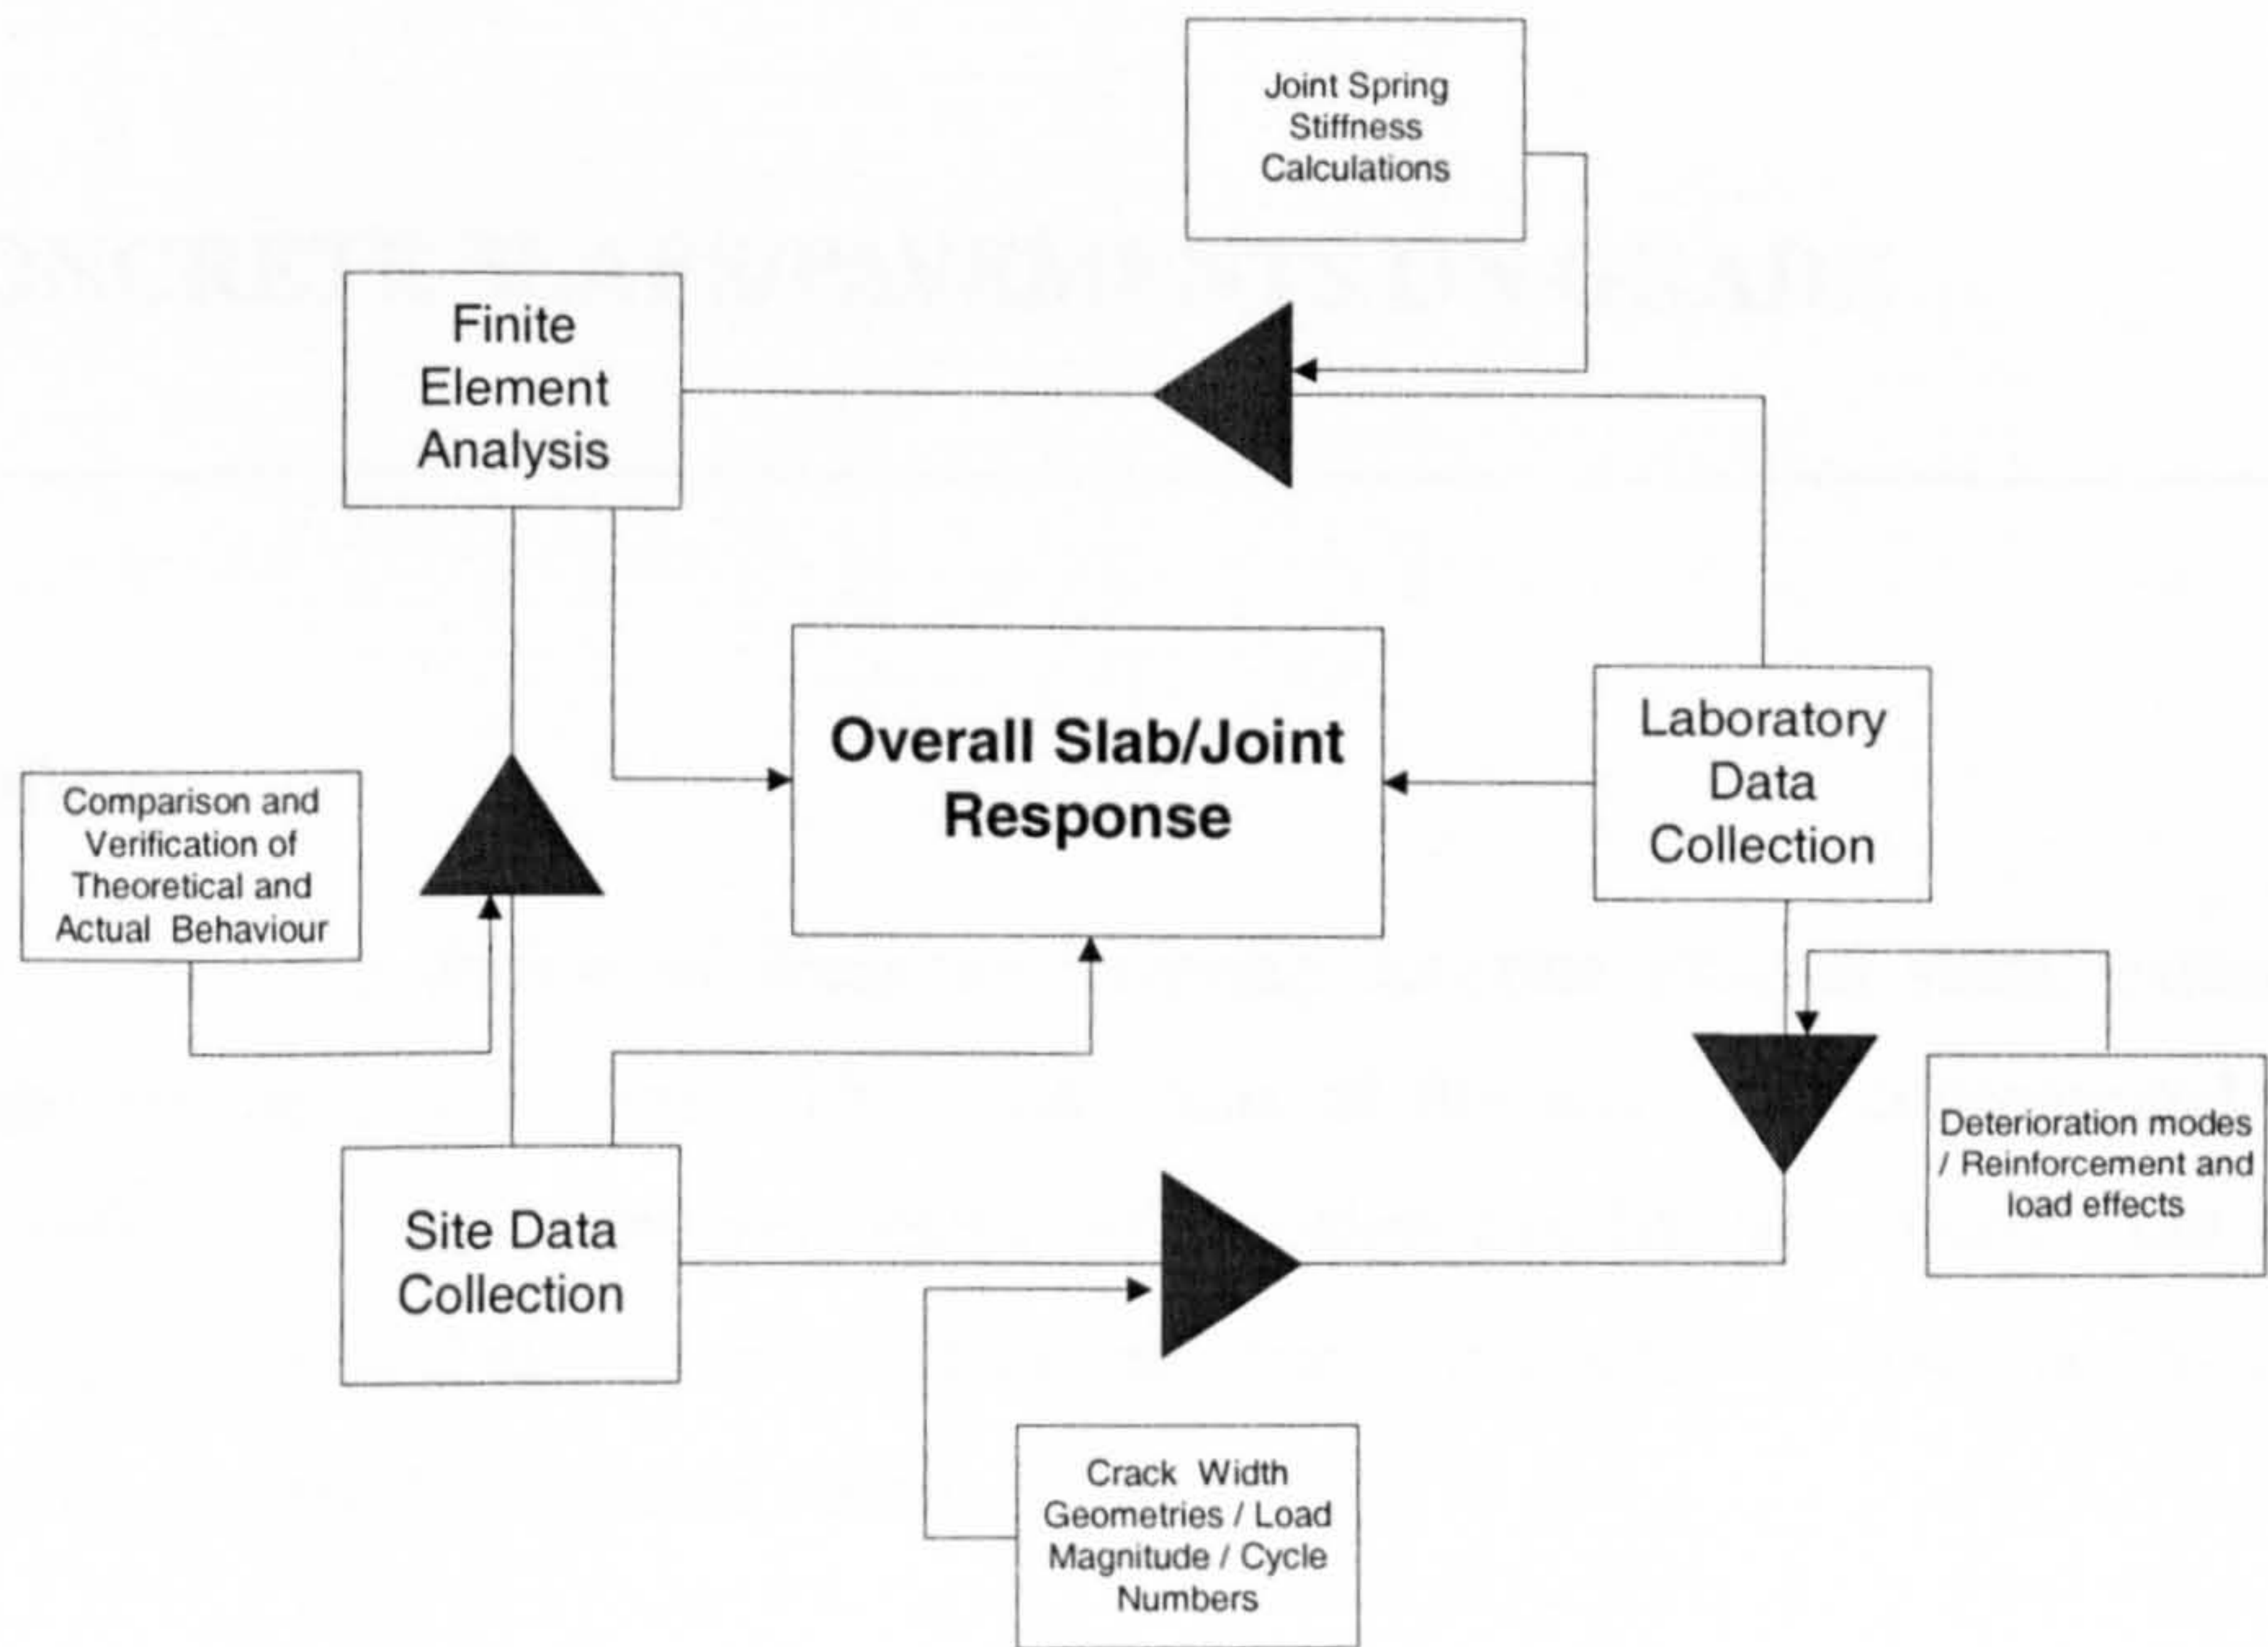 Joint Spring
Stiffness
Calculations
Finite
Element
Analysis
Overall Slab/Joint
Response
Laboratory
Data
Collection
Comparison and
Verification of
Theoretical and
Actual Behaviour
Deterioration modes
/ Reinforcement and
load effects
Site Data
Collection
Crack Width
Geometries / Load
Magnitude / Cycle
Numbers